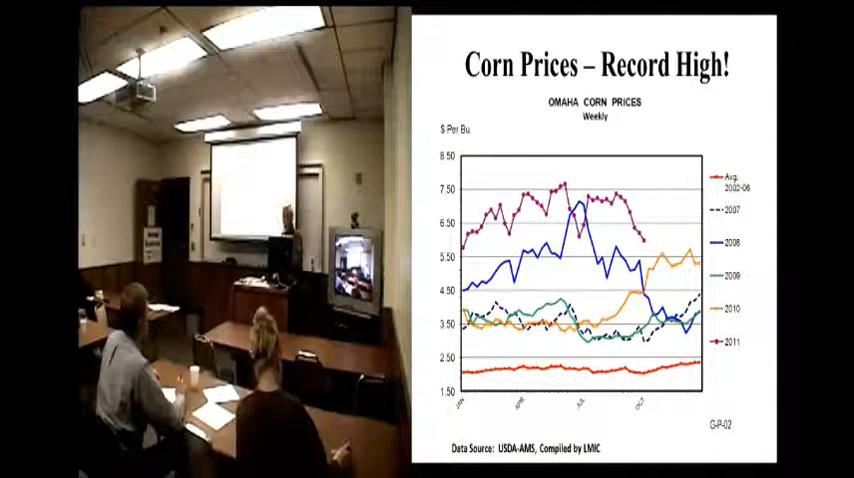 Corn Prices – Record High!
OMAHA CORN PRICES
Weekly
$ Per Bu.
8.50
7.50
6.50
5.50
4.50
3.50
2.50
1.50
JAN
APR
JUL
OCT
Avg.
2002-06
2007
2008
2009
2010
2011
G-P-02
Data Source: USDA-AMS, Compiled by LMIC